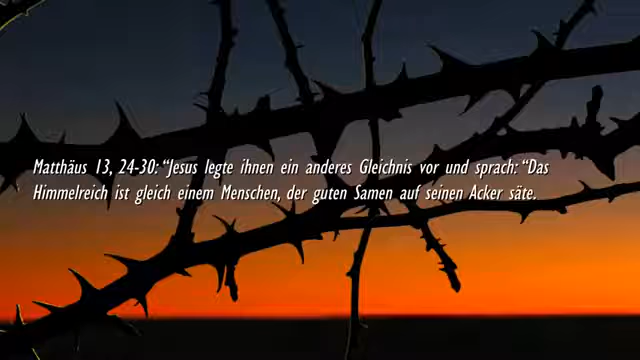 Matthäus 13, 24-30: “Jesus legte ihnen ein anderes Gleichnis vor und sprach: “Das
Himmelreich ist gleich einem Menschen, der guten Samen auf seinen Acker säte.